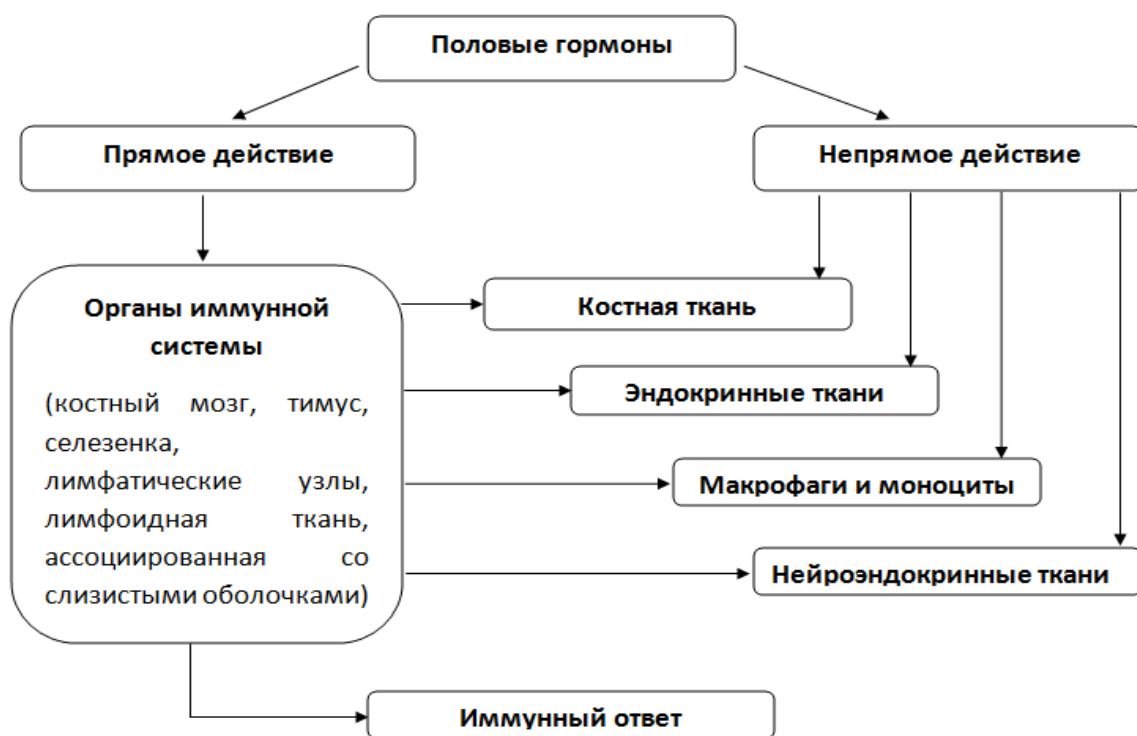 Половые гормоны
Прямое действие
Непрямое действие
Органы иммунной
системы
(костный мозг, тимус,
селезенка,
лимфатические узлы,
лимфоидная ткань,
ассоциированная со
слизистыми оболочками)
Костная ткань
Эндокринные ткани
Макрофаги и моноциты
Нейроэндокринные ткани
Иммунный ответ